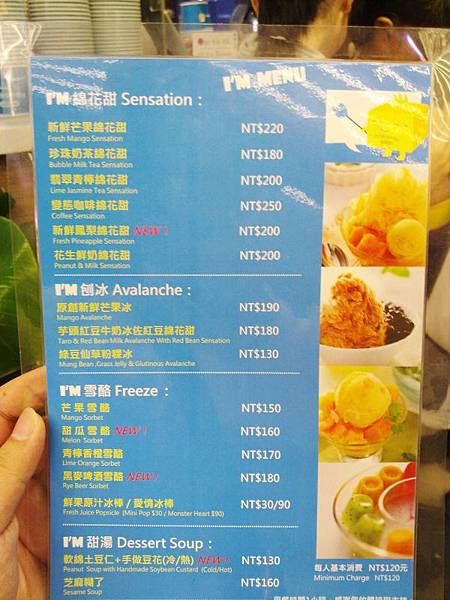 I'M MENU
I'M 綿花甜 Sensation：
新鮮芒果綿花甜 NT$220
Fresh Mango Sensation
珍珠奶茶綿花甜 NT$180
Bubble Milk Tea Sensation
翡翠青檸綿花甜 NT$200
Lime Jasmine Tea Sensation
變態咖啡綿花甜 NT$250
Coffee Sensation
新鮮鳳梨綿花甜 NEW！ NT$200
Fresh Pineapple Sensation
花生鮮奶綿花甜 NT$200
Peanut & Milk Sensation
I'M 刨冰 Avalanche：
原創新鮮芒果冰 NT$190
Mango Avalanche
芋頭紅豆牛奶冰佐紅豆綿花甜 NT$180
Taro & Red Bean Milk Avalanche With Red Bean Sensation
綠豆仙草粉粿冰 NT$130
Mung Bean ,Grass Jelly & Glutinous Avalanche
I'M 雪酪 Freeze：
芒果雪酪 NT$150
Mango Sorbet
甜瓜雪酪 NEW！ NT$160
Melon Sorbet
青檸香橙雪酪 NT$170
Lime Orange Sorbet
黑麥啤酒雪酪 NEW！ NT$180
Rye Beer Sorbet
鮮果原汁冰棒 / 愛情冰棒 NT$30/90
Fresh Juice Popsicle (Mini Pop $30 / Monster Heart $90)
I'M 甜湯 Dessert Soup：
軟綿土豆仁+手做豆花(冷/熱) NEW！ NT$130
Peanut Soup with Handmade Soybean Custard (Cold/Hot)
芝麻糊了 NT$160
Sesame Soup
每人基本消費 NT$120元
Minimum Charge NT$120